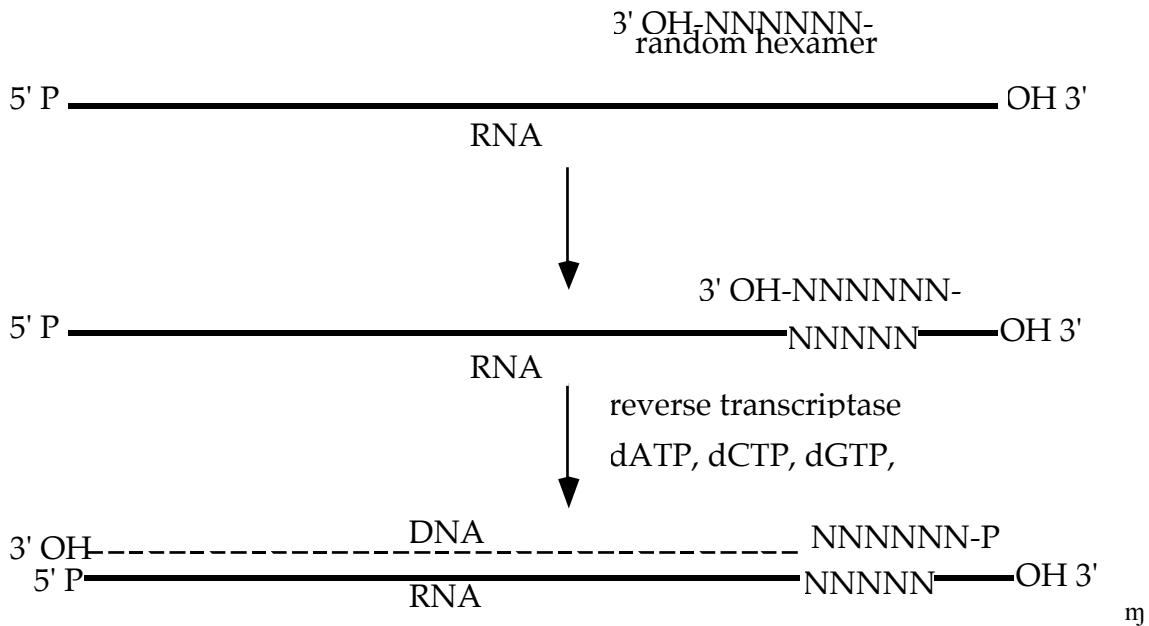 3' OH-NNNNNN-
random hexamer
5' P OH 3'
RNA
3' OH-NNNNNN-
5' P NNNNN OH 3'
RNA
reverse transcriptase
dATP, dCTP, dGTP,
DNA NNNNNN-P
3' OH
5' P NNNNN OH 3'
RNA